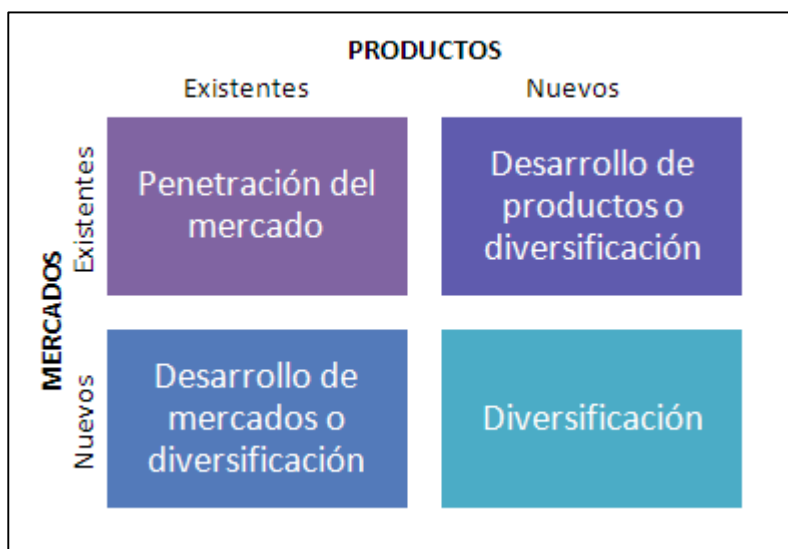 PRODUCTOS
Existentes
Nuevos
MERCADOS
Existentes
Penetración del
mercado
Desarrollo de
productos o
diversificación
Nuevos
Desarrollo de
mercados o
diversificación
Diversificación